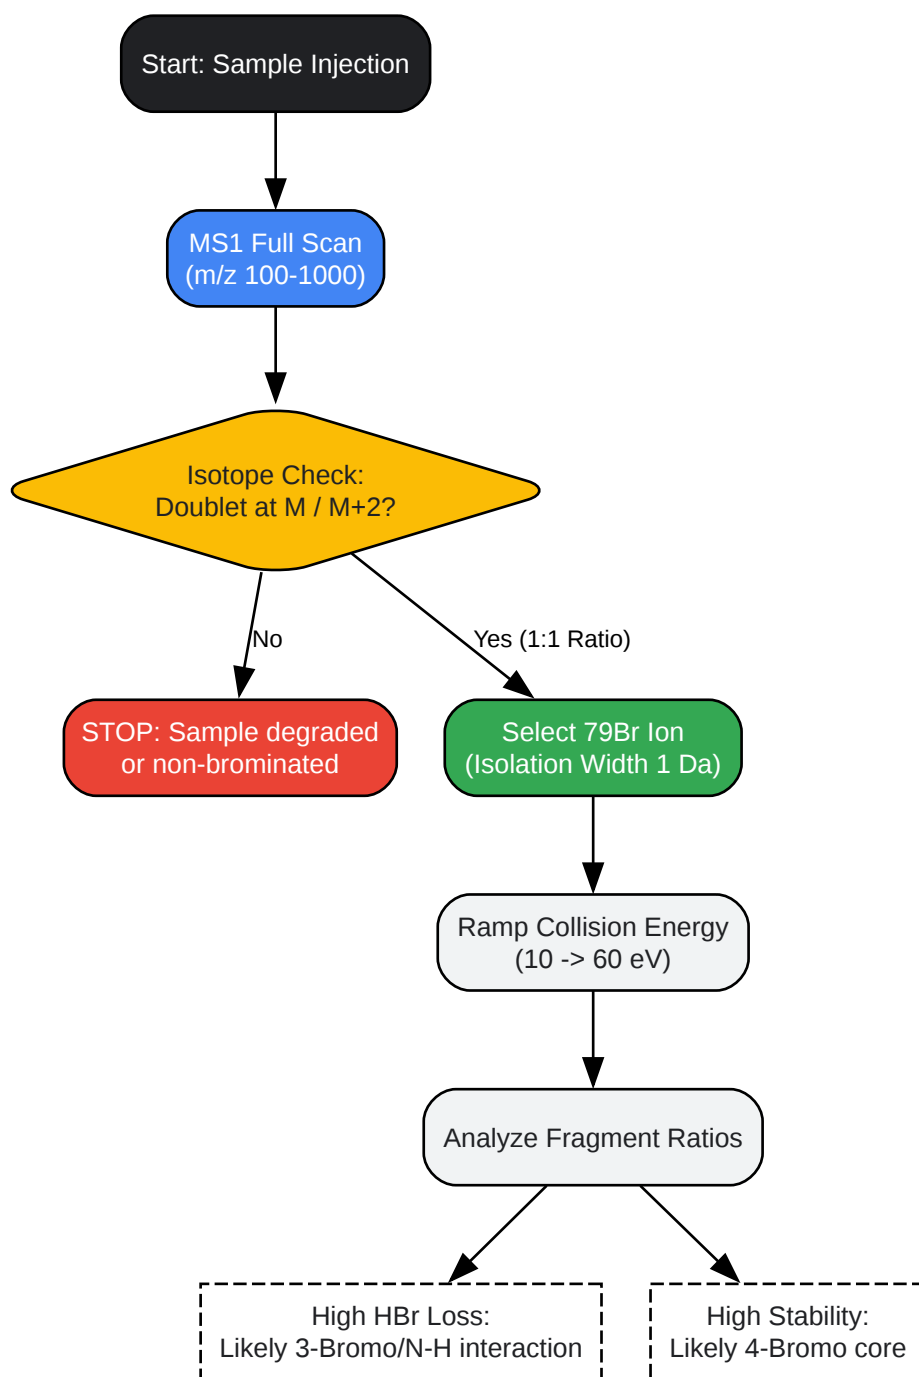 Start: Sample Injection
MS1 Full Scan
(m/z 100-1000)
Isotope Check:
Doublet at M / M+2?
No
Yes (1:1 Ratio)
STOP: Sample degraded
or non-brominated
Select 79Br Ion
(Isolation Width 1 Da)
Ramp Collision Energy
(10 -> 60 eV)
Analyze Fragment Ratios
High HBr Loss:
Likely 3-Bromo/N-H interaction
High Stability:
Likely 4-Bromo core